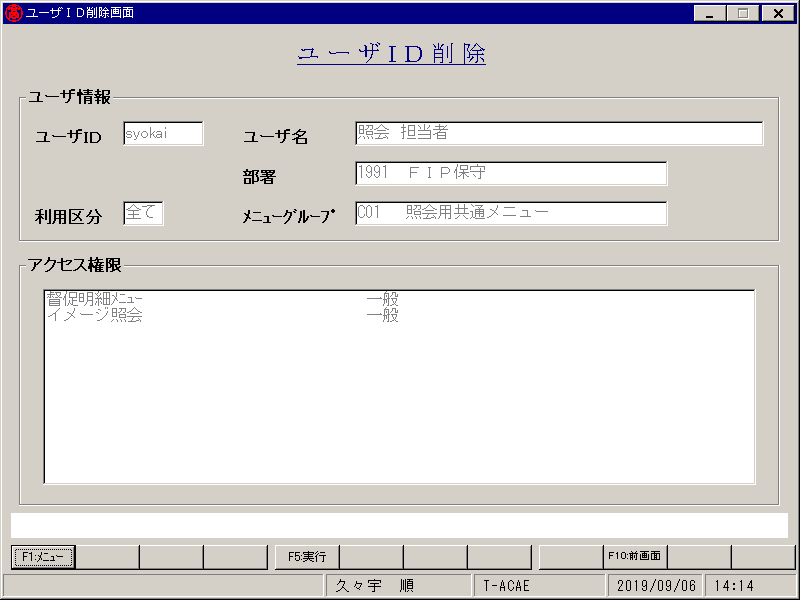 ユーザＩＤ削除画面
ユーザID削除
ユーザ情報
ユーザID syokai ユーザ名 照会　担当者
部署 1991　ＦＩＰ保守
利用区分 全て ﾒﾆｭｰｸﾞﾙｰﾌﾟ C01　照会用共通メニュー
アクセス権限
督促明細ﾒﾆｭｰ 一般
イメージ照会 一般
F1:ﾒﾆｭｰ F5:実行 F10:前画面
久々宇　順 T-ACAE 2019/09/06 14:14